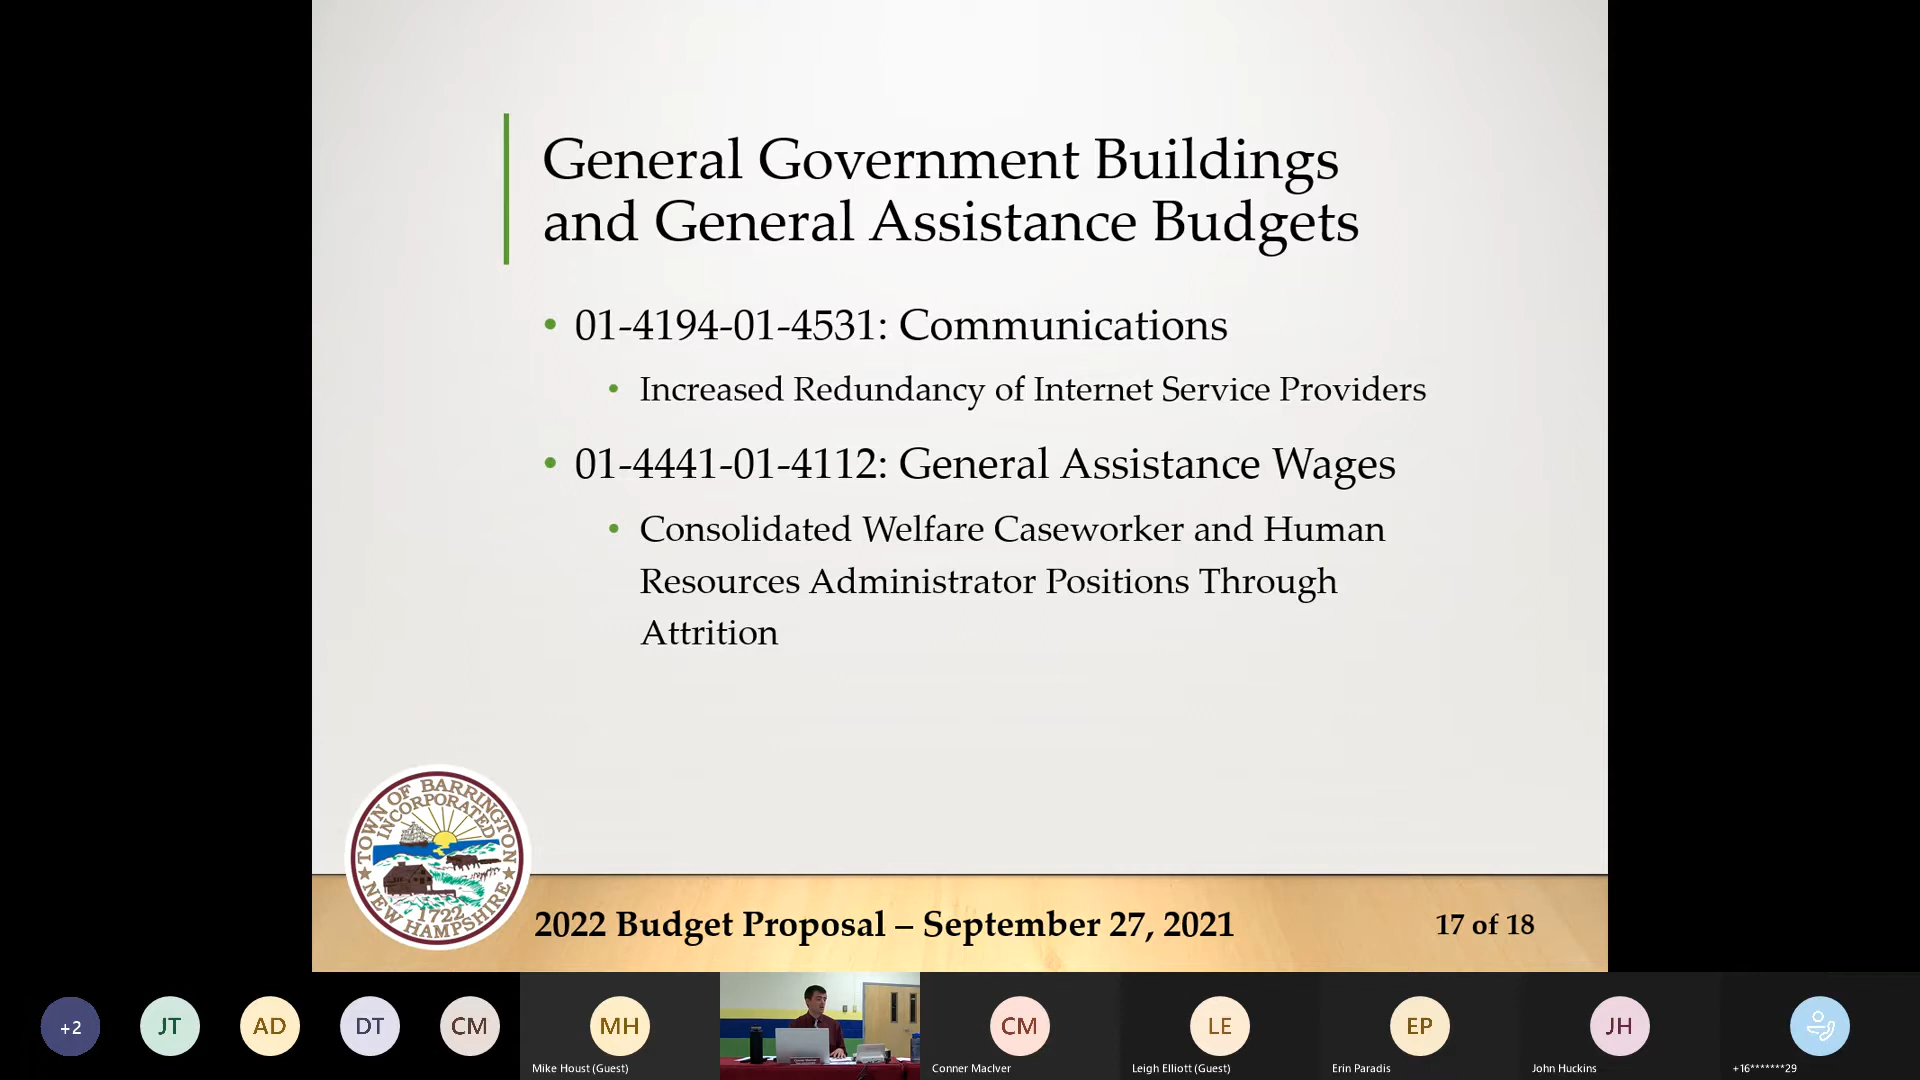 General Government Buildings
and General Assistance Budgets
• 01-4194-01-4531: Communications
• Increased Redundancy of Internet Service Providers
• 01-4441-01-4112: General Assistance Wages
• Consolidated Welfare Caseworker and Human
Resources Administrator Positions Through
Attrition
TOWN OF BARRINGTON
INCORPORATED
1722
NEW HAMPSHIRE
2022 Budget Proposal – September 27, 2021
17 of 18
+2
JT
AD
DT
CM
MH
CM
LE
EP
JH
Mike Houst (Guest)
Conner MacIver
Leigh Elliott (Guest)
Erin Paradis
John Huckins
+16*******29